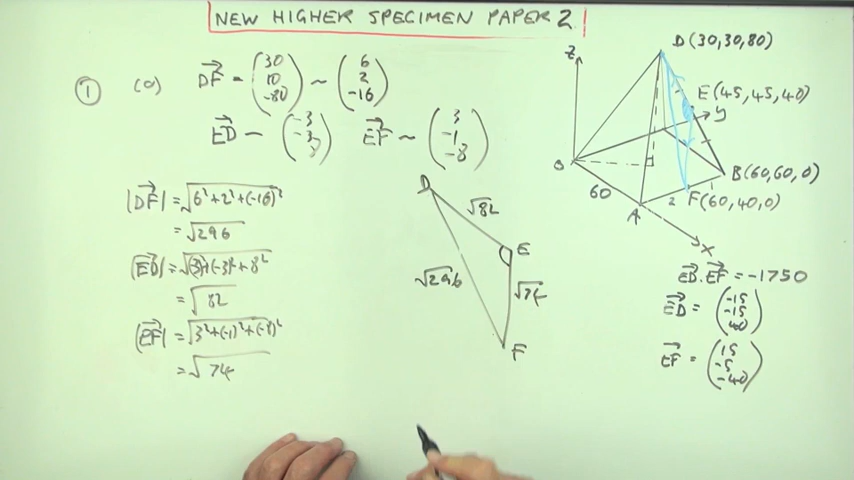 NEW HIGHER SPECIMEN PAPER 2
① (a) DF = (30 10 -80) ~ (6 2 -16)
ED ~ (-3 -3 8) EF ~ (3 -1 -8)
|DF| = √6² + 2² + (-16)²
= √296
|ED| = √(-3)²+(-3)²+8²
= √82
|EF| = √3²+(-1)²+(-8)²
= √74
D
√82
E
√296
√74
F
Z
D(30,30,80)
E(45,45,40)
y
O
B(60,60,0)
60
1
2
F(60,40,0)
A
x
ED.EF = -1750
ED = (-15 -15 40)
EF = (15 -5 -40)